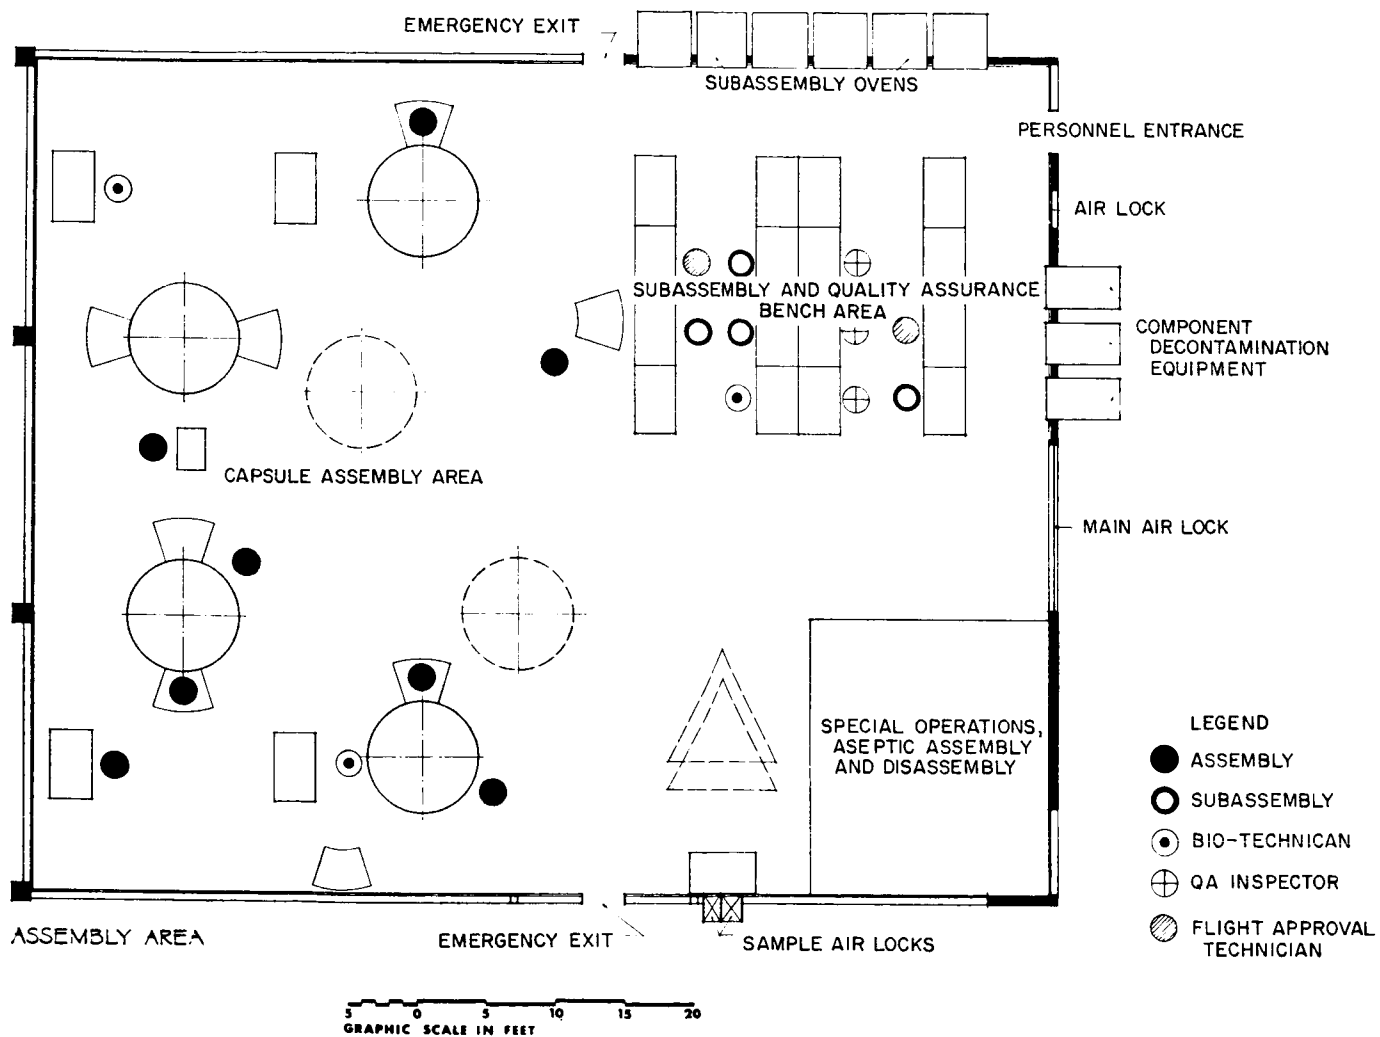 EMERGENCY EXIT
SUBASSEMBLY OVENS
PERSONNEL ENTRANCE
AIR LOCK
SUBASSEMBLY AND QUALITY ASSURANCE
BENCH AREA
COMPONENT
DECONTAMINATION
EQUIPMENT
CAPSULE ASSEMBLY AREA
MAIN AIR LOCK
SPECIAL OPERATIONS,
ASEPTIC ASSEMBLY
AND DISASSEMBLY
LEGEND
ASSEMBLY
SUBASSEMBLY
BIO-TECHNICAN
QA INSPECTOR
FLIGHT APPROVAL
TECHNICIAN
ASSEMBLY AREA
EMERGENCY EXIT
SAMPLE AIR LOCKS
5 0 5 10 15 20
GRAPHIC SCALE IN FEET